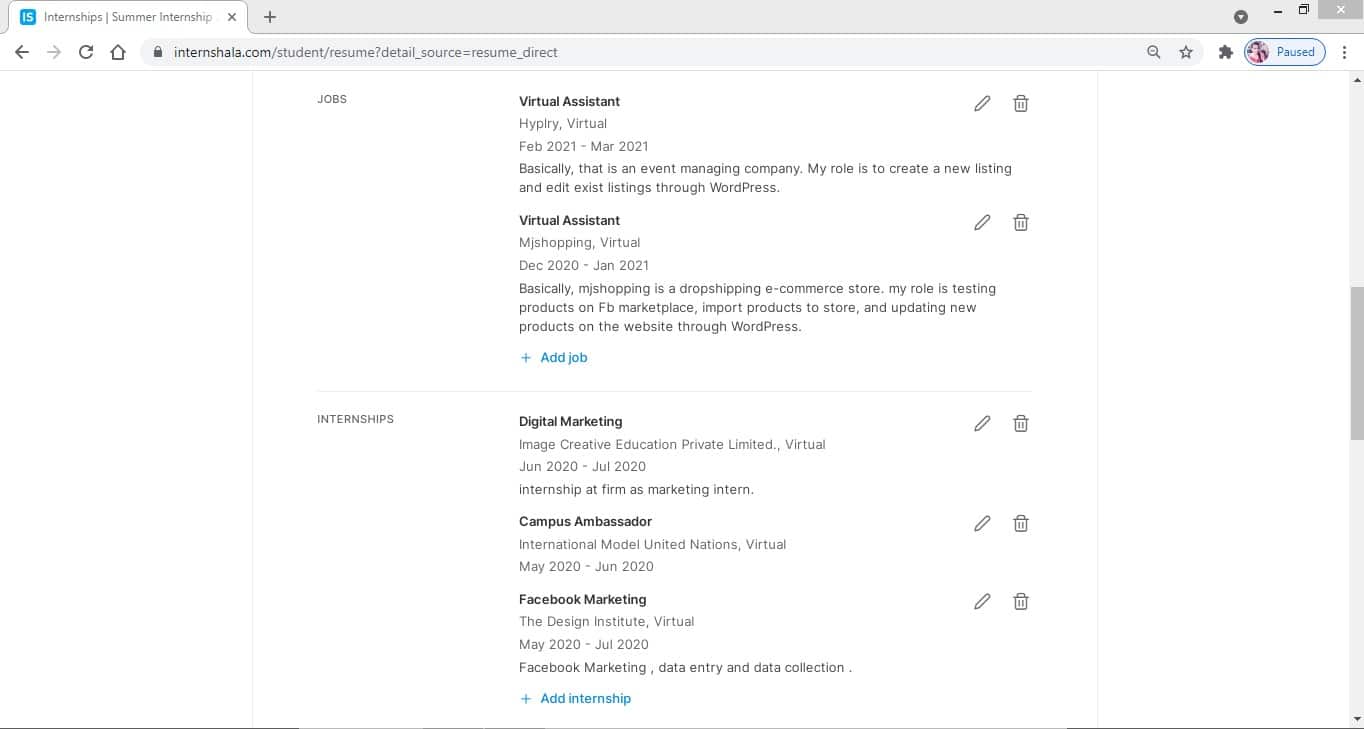 IS Internships | Summer Internship
internshala.com/student/resume?detail_source=resume_direct
Paused
JOBS
Virtual Assistant
Hyplry, Virtual
Feb 2021 - Mar 2021
Basically, that is an event managing company. My role is to create a new listing
and edit exist listings through WordPress.
Virtual Assistant
Mjshopping, Virtual
Dec 2020 - Jan 2021
Basically, mjshopping is a dropshipping e-commerce store. my role is testing
products on Fb marketplace, import products to store, and updating new
products on the website through WordPress.
+ Add job
INTERNSHIPS
Digital Marketing
Image Creative Education Private Limited., Virtual
Jun 2020 - Jul 2020
internship at firm as marketing intern.
Campus Ambassador
International Model United Nations, Virtual
May 2020 - Jun 2020
Facebook Marketing
The Design Institute, Virtual
May 2020 - Jul 2020
Facebook Marketing , data entry and data collection .
+ Add internship